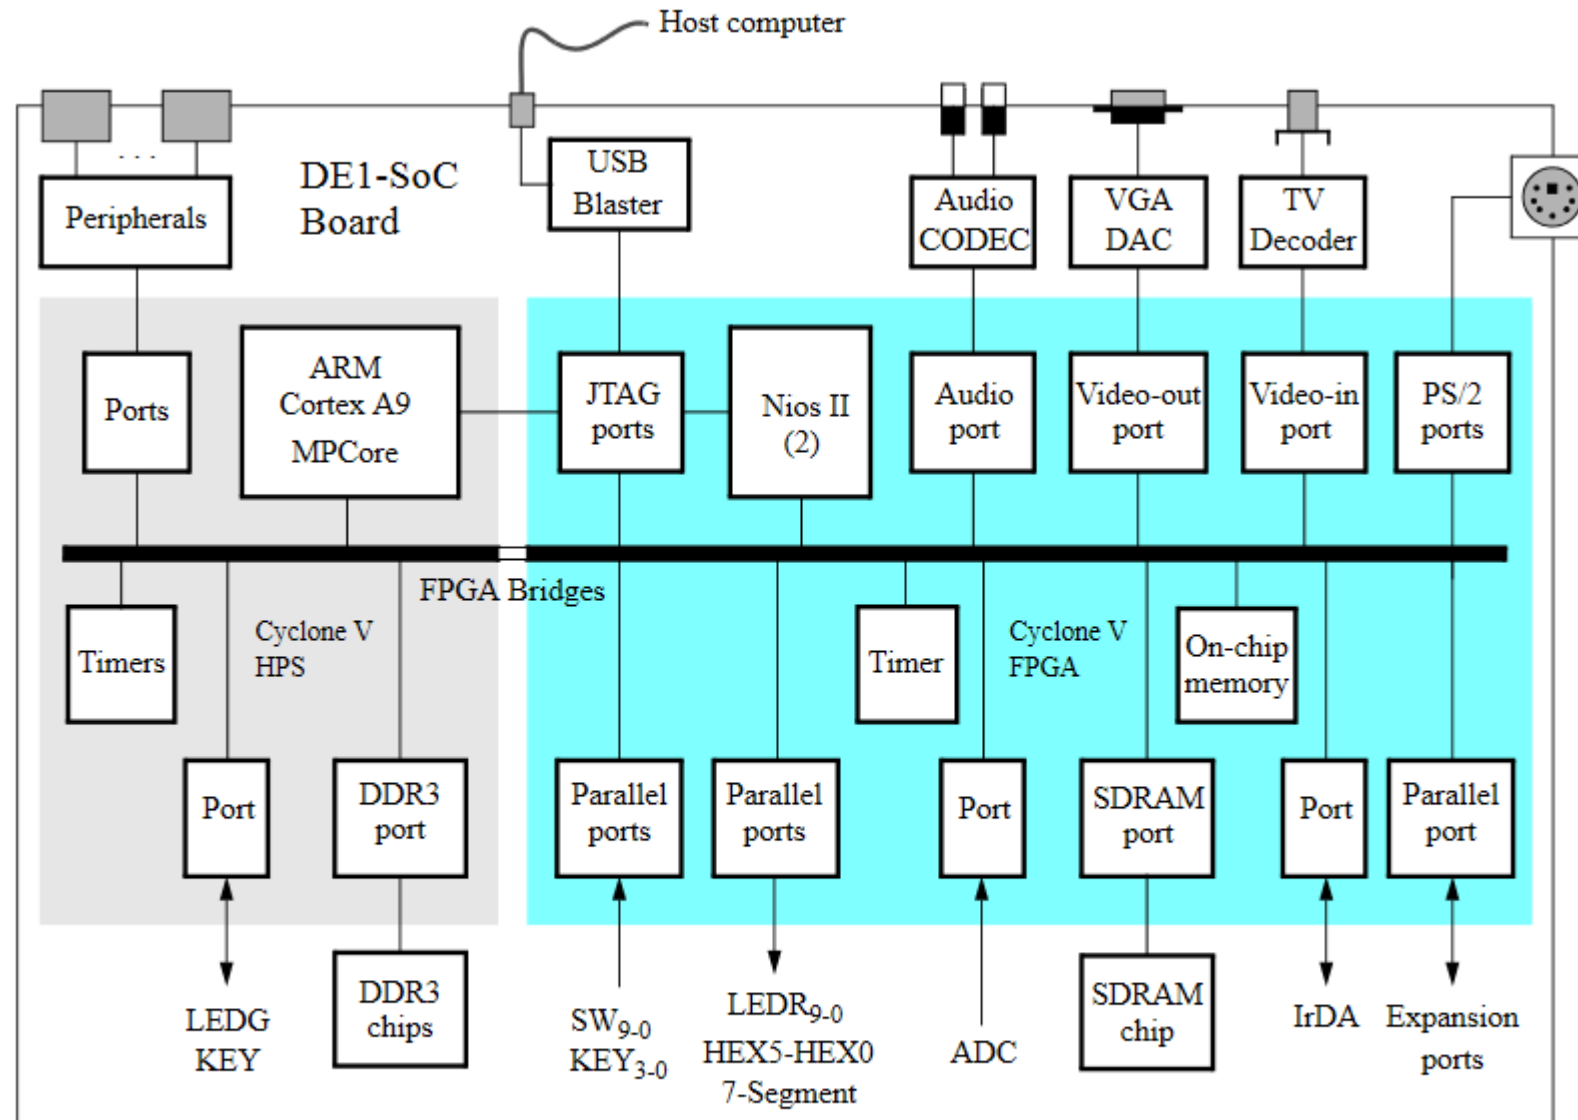 Host computer
DE1-SoC
Board
USB
Blaster
Peripherals
Audio
CODEC
VGA
DAC
TV
Decoder
Ports
ARM
Cortex A9
MPCore
JTAG
ports
Nios II
(2)
Audio
port
Video-out
port
Video-in
port
PS/2
ports
FPGA Bridges
Timers
Cyclone V
HPS
Timer
Cyclone V
FPGA
On-chip
memory
Port
DDR3
port
Parallel
ports
Parallel
ports
Port
SDRAM
port
Port
Parallel
port
LEDG
KEY
DDR3
chips
SW9-0
KEY3-0
LEDR9-0
HEX5-HEX0
7-Segment
ADC
SDRAM
chip
IrDA
Expansion
ports